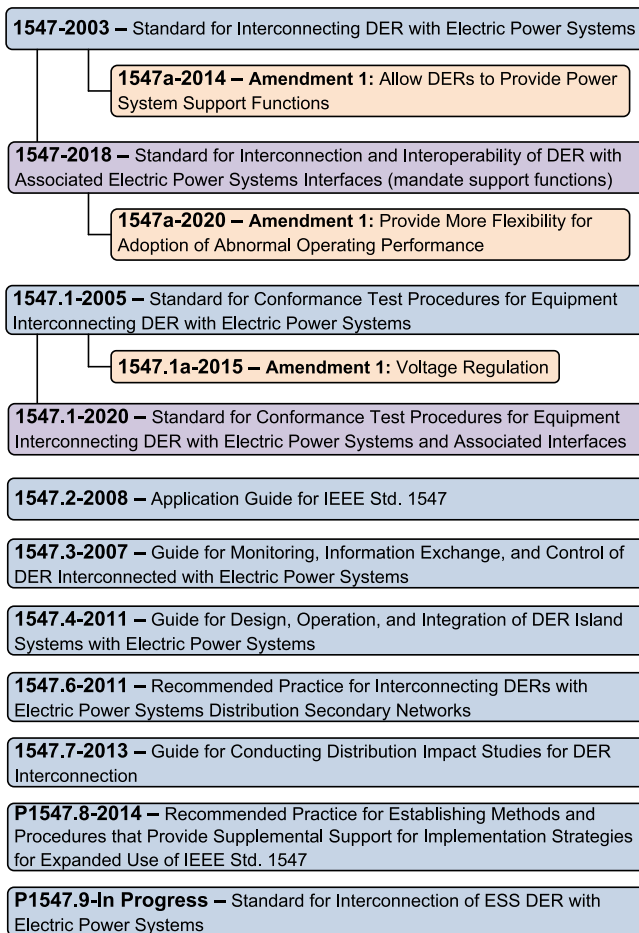 1547-2003 – Standard for Interconnecting DER with Electric Power Systems
1547a-2014 – Amendment 1: Allow DERs to Provide Power
System Support Functions
1547-2018 – Standard for Interconnection and Interoperability of DER with
Associated Electric Power Systems Interfaces (mandate support functions)
1547a-2020 – Amendment 1: Provide More Flexibility for
Adoption of Abnormal Operating Performance
1547.1-2005 – Standard for Conformance Test Procedures for Equipment
Interconnecting DER with Electric Power Systems
1547.1a-2015 – Amendment 1: Voltage Regulation
1547.1-2020 – Standard for Conformance Test Procedures for Equipment
Interconnecting DER with Electric Power Systems and Associated Interfaces
1547.2-2008 – Application Guide for IEEE Std. 1547
1547.3-2007 – Guide for Monitoring, Information Exchange, and Control of
DER Interconnected with Electric Power Systems
1547.4-2011 – Guide for Design, Operation, and Integration of DER Island
Systems with Electric Power Systems
1547.6-2011 – Recommended Practice for Interconnecting DERs with
Electric Power Systems Distribution Secondary Networks
1547.7-2013 – Guide for Conducting Distribution Impact Studies for DER
Interconnection
P1547.8-2014 – Recommended Practice for Establishing Methods and
Procedures that Provide Supplemental Support for Implementation Strategies
for Expanded Use of IEEE Std. 1547
P1547.9-In Progress – Standard for Interconnection of ESS DER with
Electric Power Systems